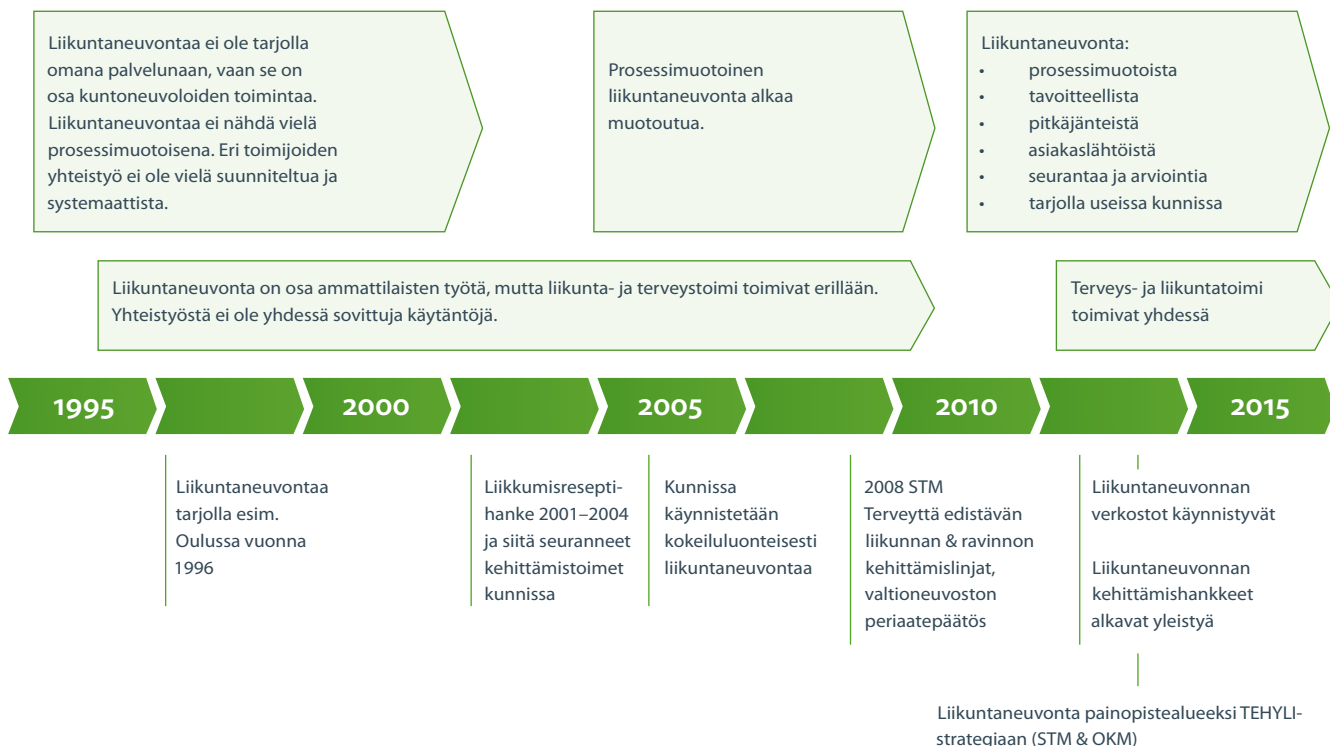 Liikuntaneuvontaa ei ole tarjolla
omana palvelunaan, vaan se on
osa kuntoneuvoloiden toimintaa.
Liikuntaneuvontaa ei nähdä vielä
prosessimuotoisena. Eri toimijoiden
yhteistyö ei ole vielä suunniteltua ja
systemaattista.
Prosessimuotoinen
liikuntaneuvonta alkaa
muotoutua.
Liikuntaneuvonta:
• prosessimuotoista
• tavoitteellista
• pitkäjänteistä
• asiakaslähtöistä
• seurantaa ja arviointia
• tarjolla useissa kunnissa
Liikuntaneuvonta on osa ammattilaisten työtä, mutta liikunta- ja terveystoimi toimivat erillään.
Yhteistyöstä ei ole yhdessä sovittuja käytäntöjä.
Terveys- ja liikuntatoimi
toimivat yhdessä
1995 2000 2005 2010 2015
Liikuntaneuvontaa
tarjolla esim.
Oulussa vuonna
1996
Liikkumisresepti-
hanke 2001–2004
ja siitä seuranneet
kehittämistoimet
kunnissa
Kunnissa
käynnistetään
kokeiluluonteisesti
liikuntaneuvontaa
2008 STM
Terveyttä edistävän
liikunnan & ravinnon
kehittämislinjat,
valtioneuvoston
periaatepäätös
Liikuntaneuvonnan
verkostot käynnistyvät
Liikuntaneuvonnan
kehittämishankkeet
alkavat yleistyä
Liikuntaneuvonta painopistealueeksi TEHYLI-
strategiaan (STM & OKM)